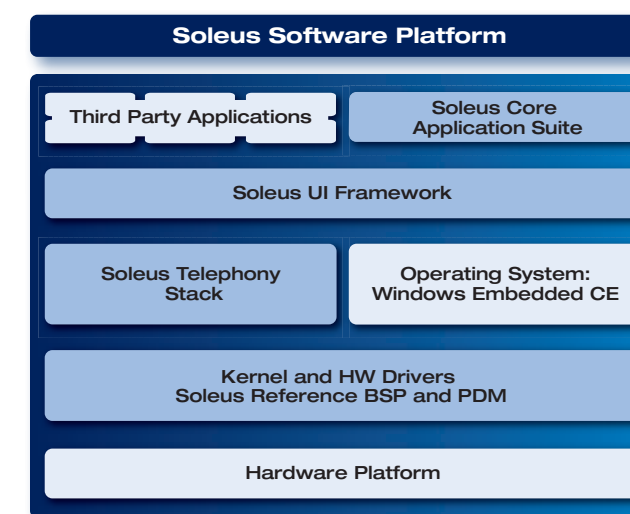 Soleus Software Platform
Third Party Applications
Soleus Core
Application Suite
Soleus UI Framework
Soleus Telephony
Stack
Operating System:
Windows Embedded CE
Kernel and HW Drivers
Soleus Reference BSP and PDM
Hardware Platform